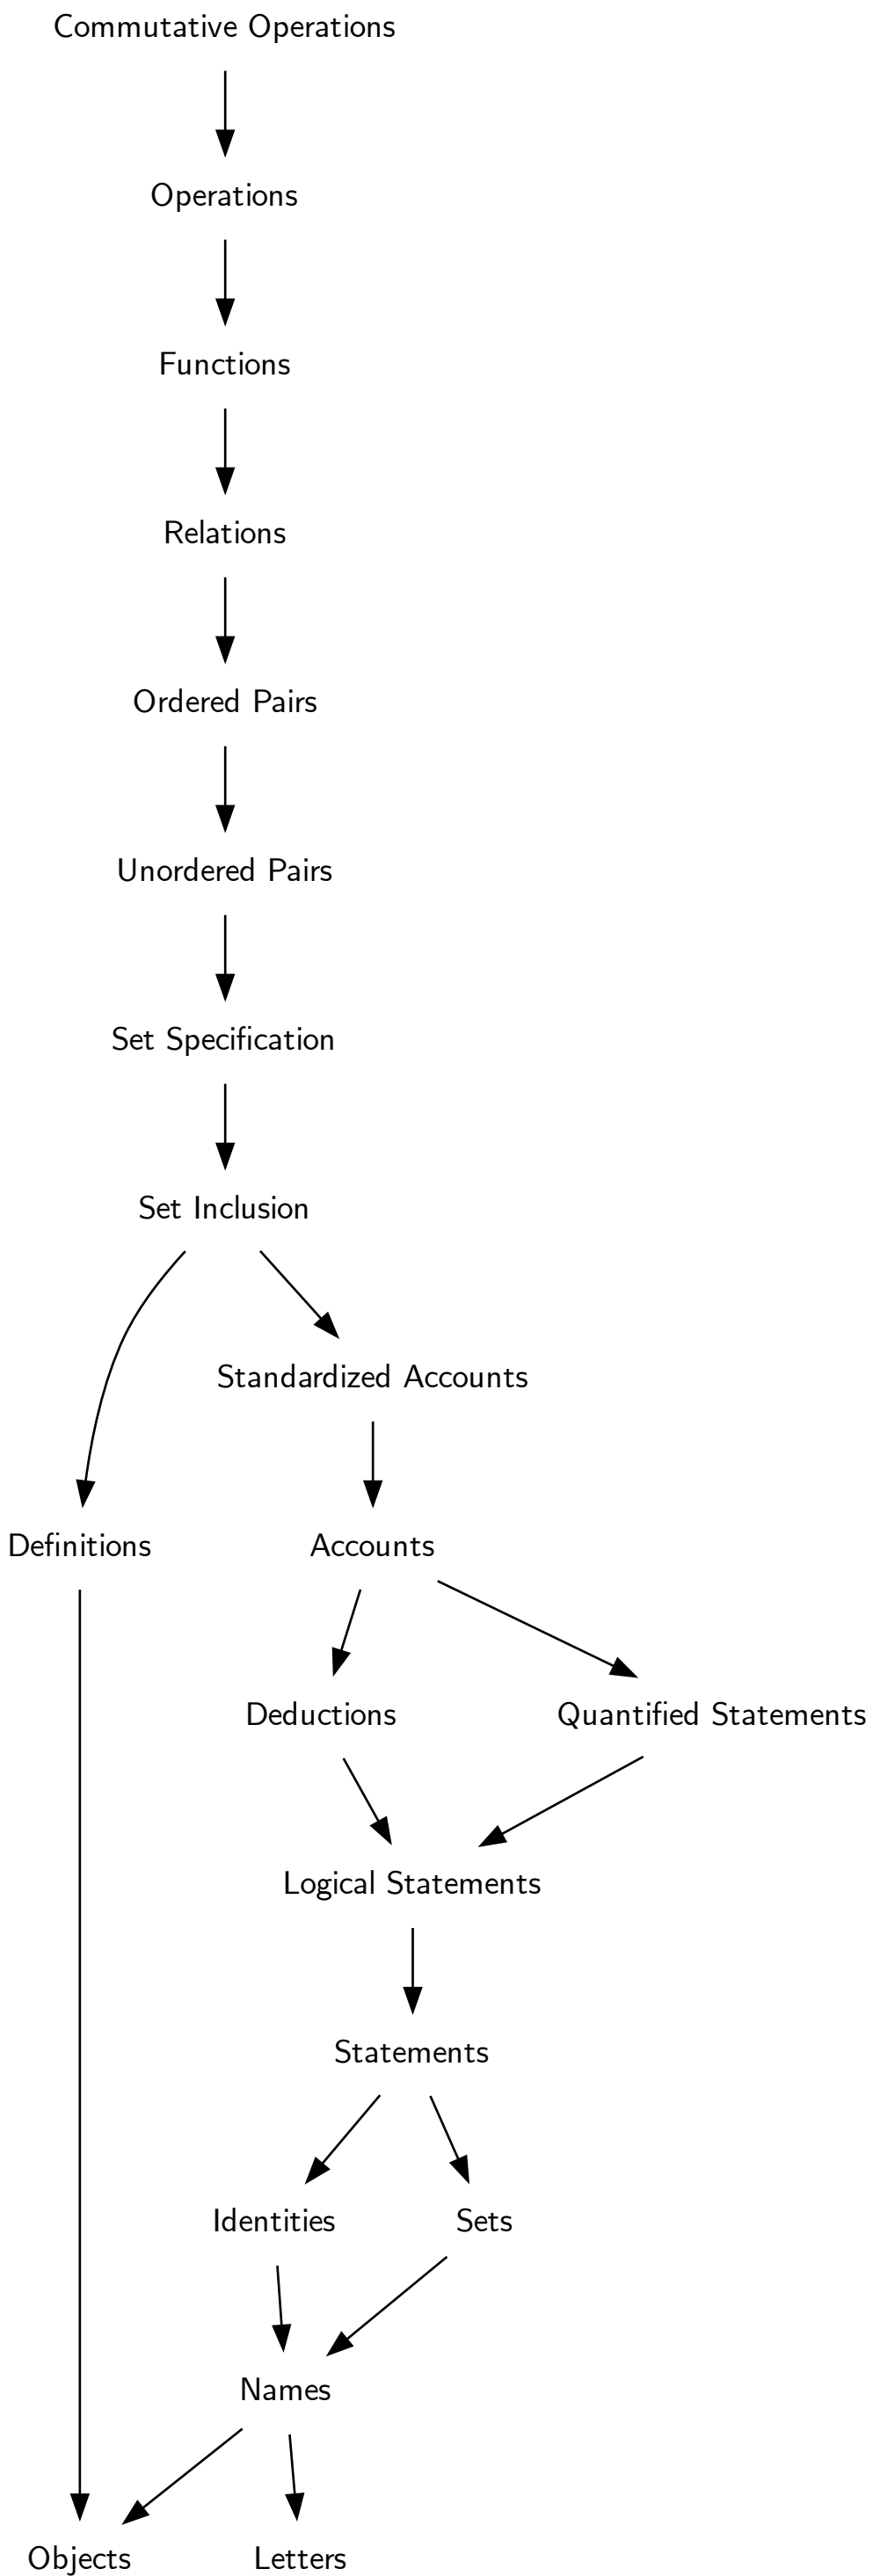 Commutative Operations
Operations
Functions
Relations
Ordered Pairs
Unordered Pairs
Set Specification
Set Inclusion
Standardized Accounts
Definitions
Accounts
Deductions
Quantified Statements
Logical Statements
Statements
Identities
Sets
Names
Objects
Letters